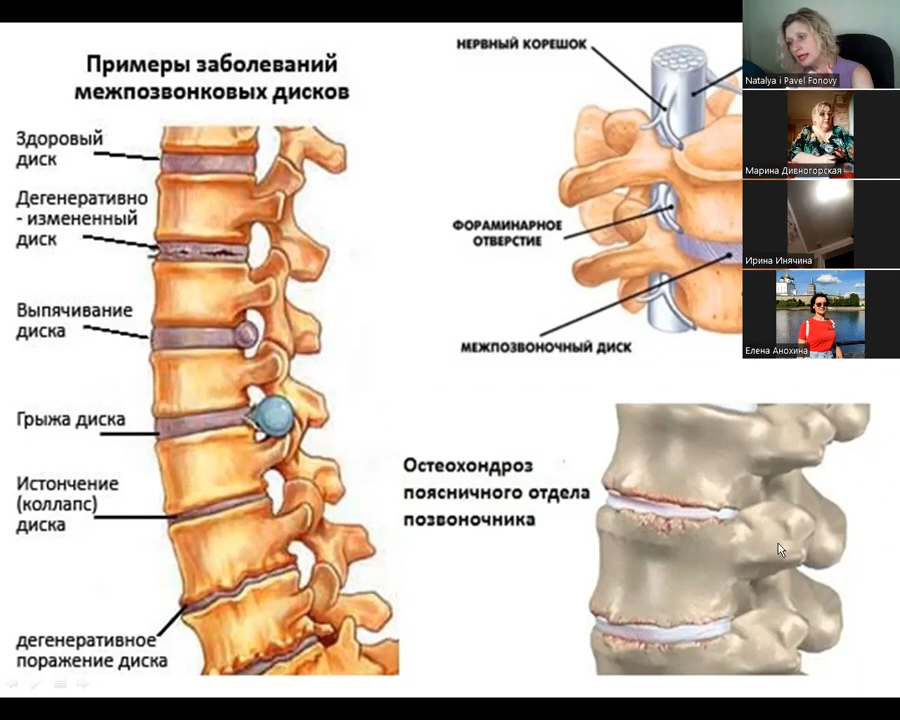 Примеры заболеваний
межпозвонковых дисков
Здоровый
диск
Дегенеративно
- измененный
диск
Выпячивание
диска
Грыжа диска
Истончение
(коллапс)
диска
дегенеративное
поражение диска
НЕРВНЫЙ КОРЕШОК
ФОРАМИНАРНОЕ
ОТВЕРСТИЕ
МЕЖПОЗВОНОЧНЫЙ ДИСК
Остеохондроз
поясничного отдела
позвоночника
Natalya i Pavel Fonovy
Марина Дивногорская
Ирина Инячина
Елена Анохина